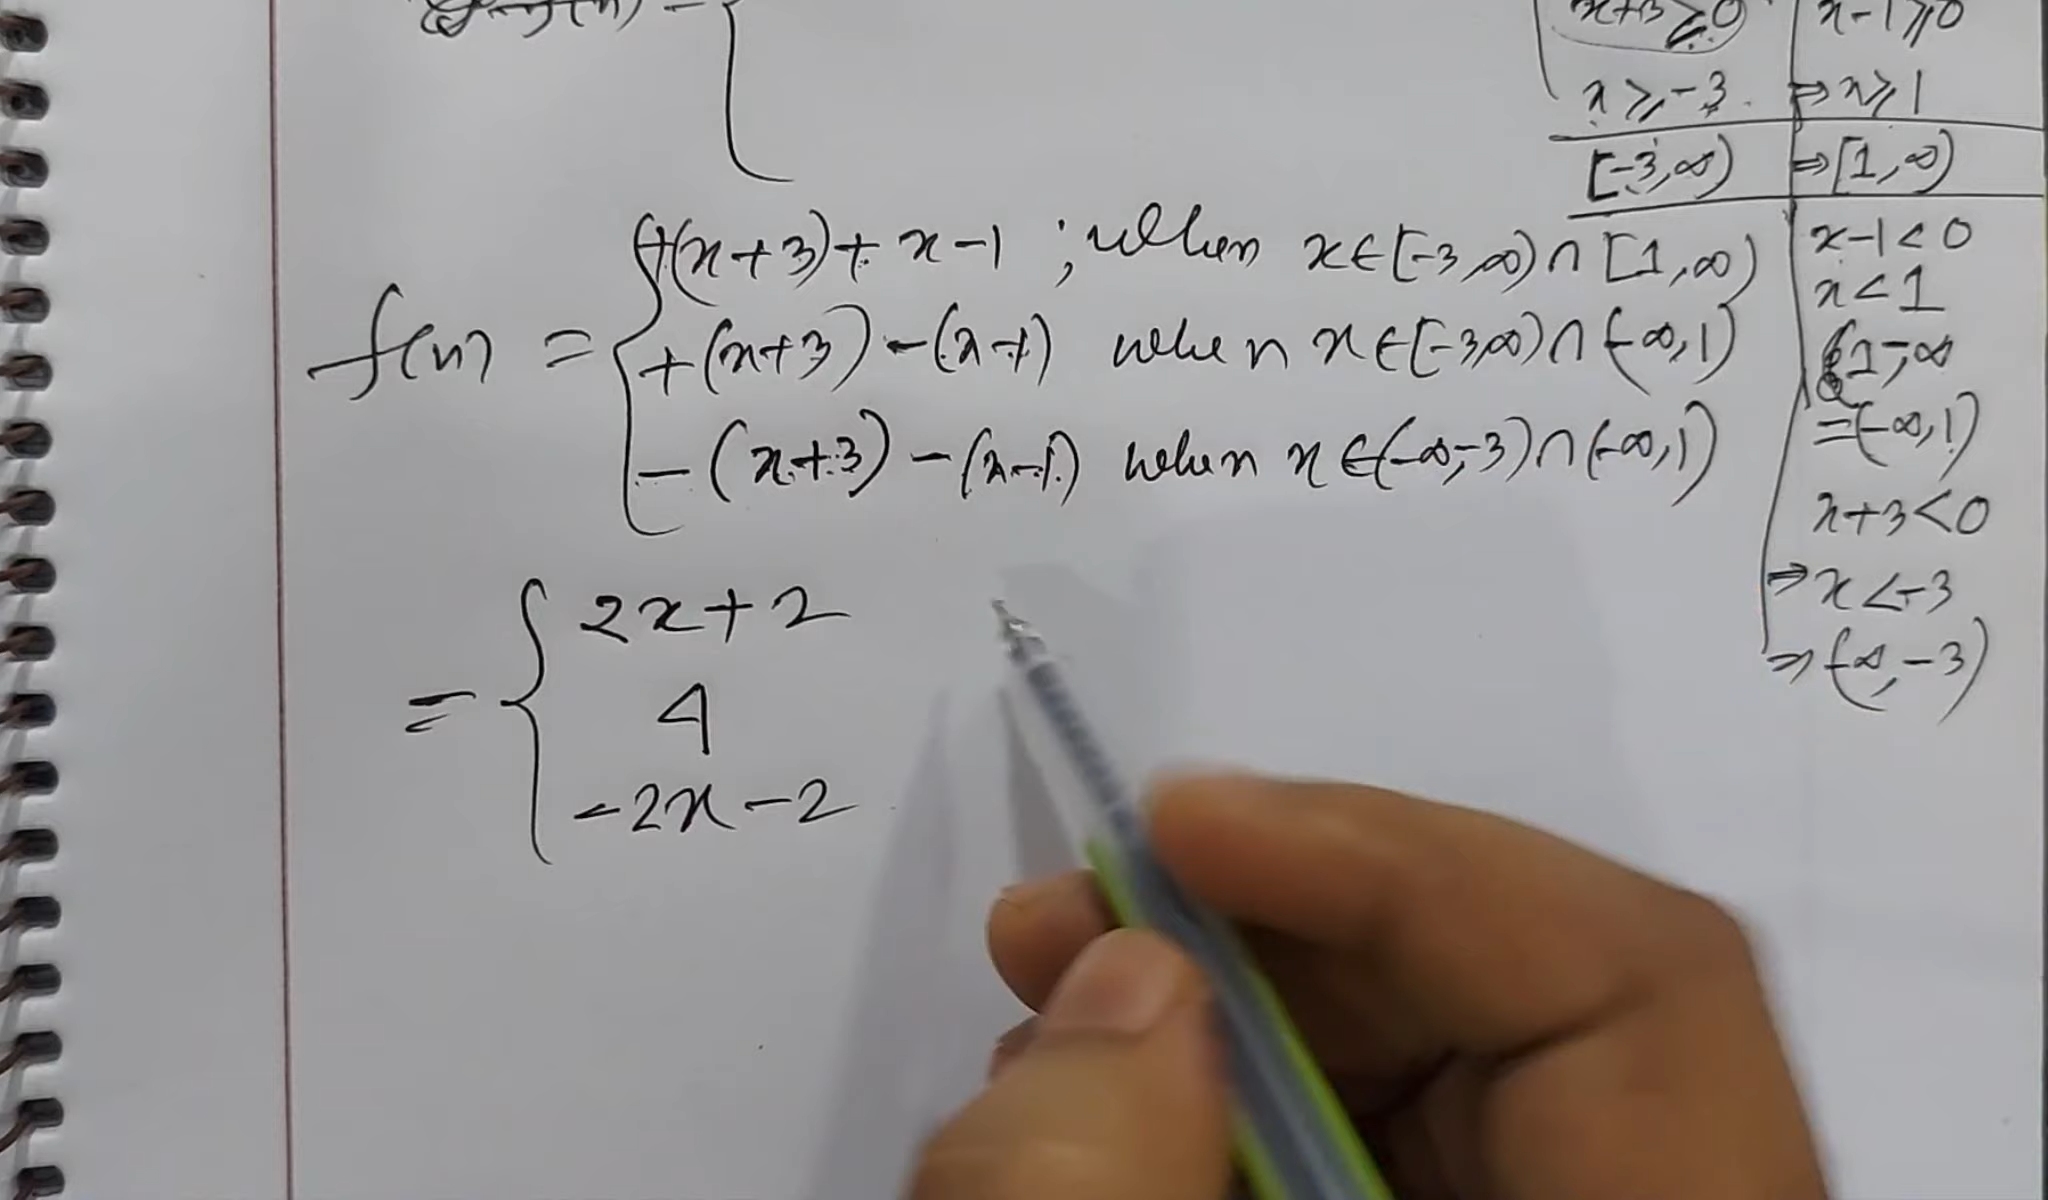 x+3≥0
x-1≥0
x≥-3
⇒x≥1
[-3,∞)
⇒[1,∞)
f(x) = { +(x+3)+x-1 ; when x∈[-3,∞)∩[1,∞)
+(x+3)-(x-1) when x∈[-3,∞)∩(-∞,1)
-(x+3)-(x-1) when x∈(-∞,-3)∩(-∞,1)
x-1<0
x<1
=(-∞,1)
x+3<0
⇒x<-3
⇒(-∞,-3)
= { 2x+2
4
-2x-2